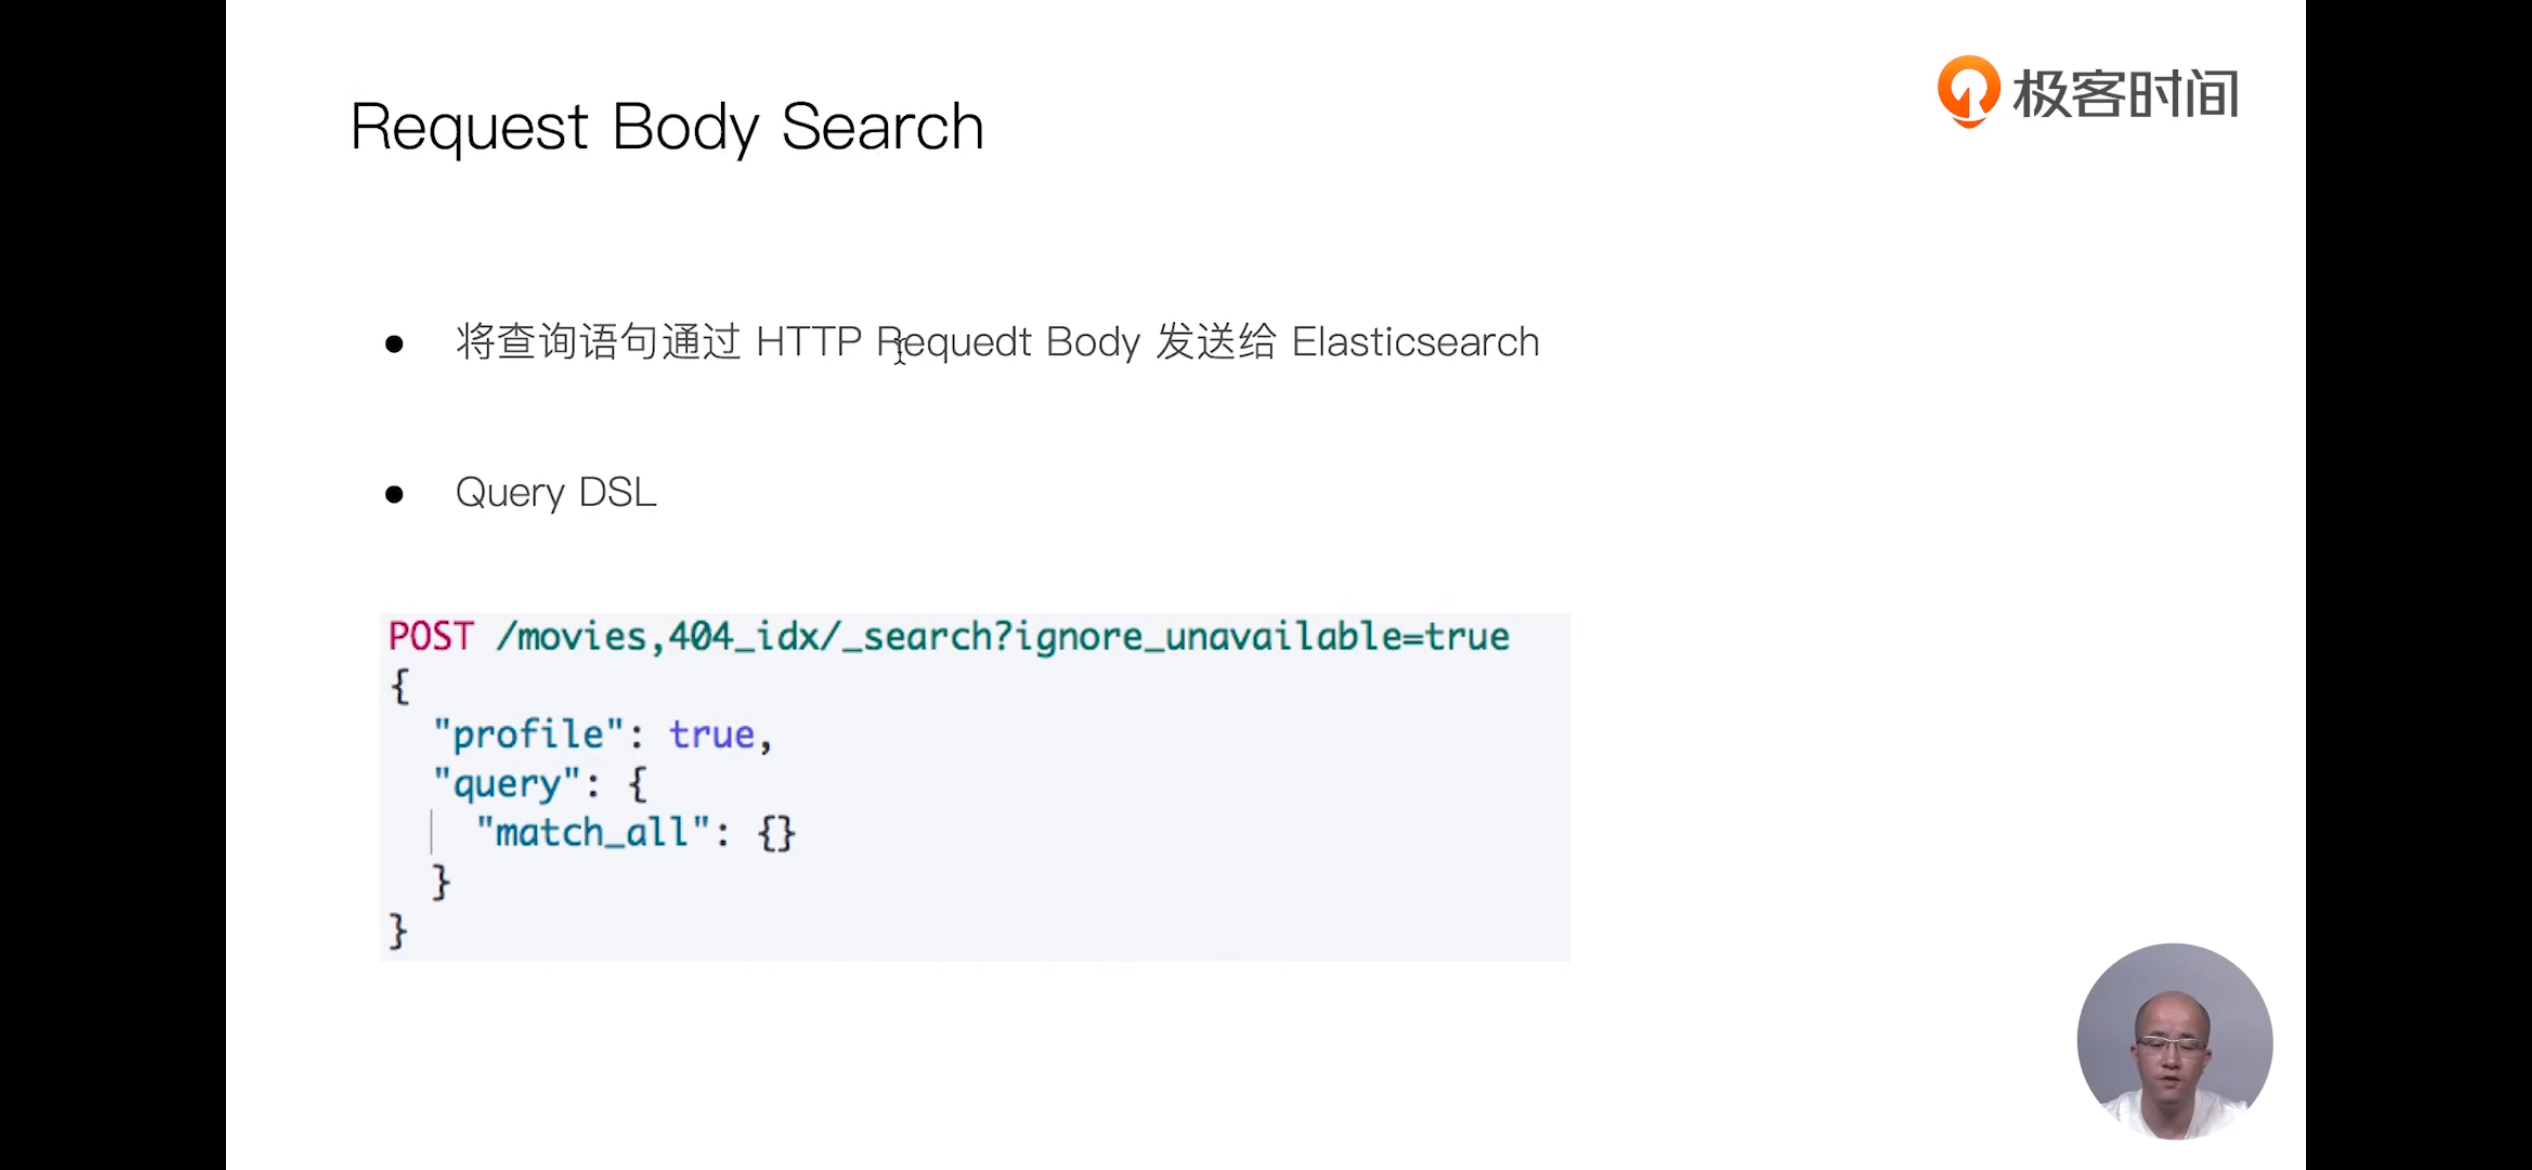 极客时间
Request Body Search
将查询语句通过 HTTP Requedt Body 发送给 Elasticsearch
Query DSL
POST /movies,404_idx/_search?ignore_unavailable=true
{
"profile": true,
"query": {
"match_all": {}
}
}